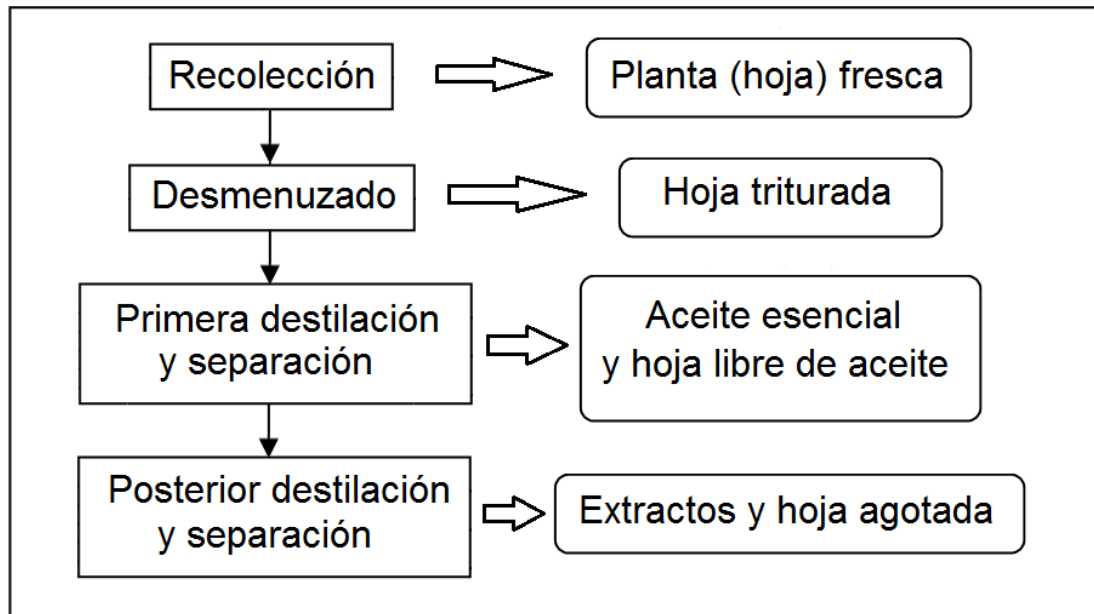 Recolección
Planta (hoja) fresca
Desmenuzado
Hoja triturada
Primera destilación
y separación
Aceite esencial
y hoja libre de aceite
Posterior destilación
y separación
Extractos y hoja agotada